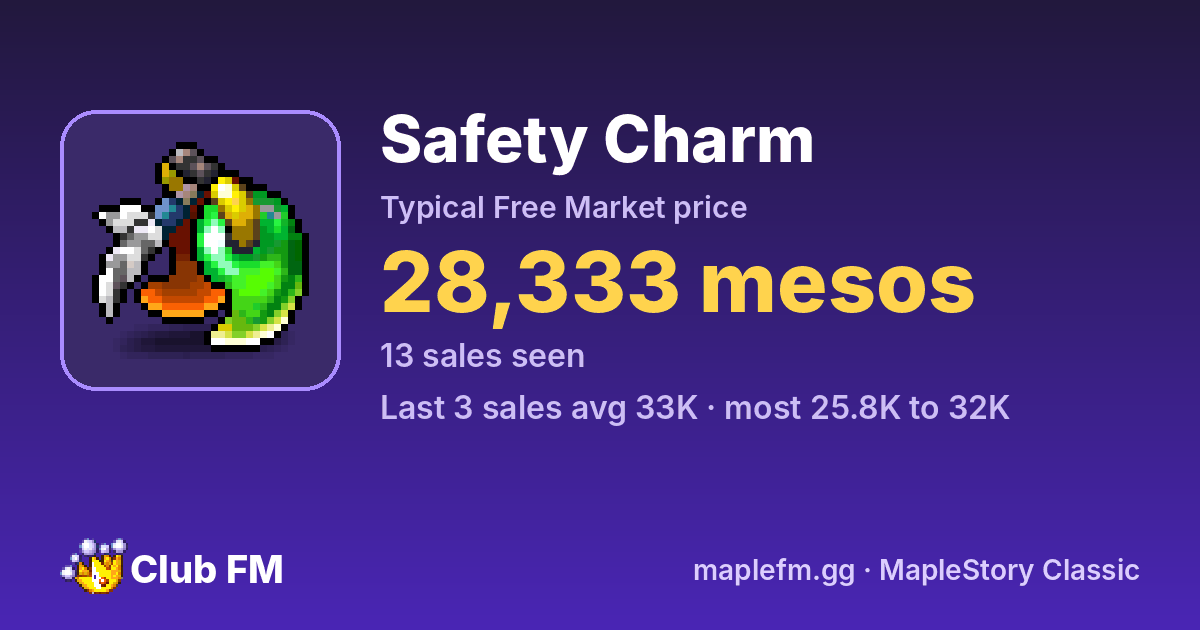 Safety Charm
Typical Free Market price
28,333 mesos
13 sales seen
Last 3 sales avg 33K · most 25.8K to 32K
Club FM
maplefm.gg · MapleStory Classic